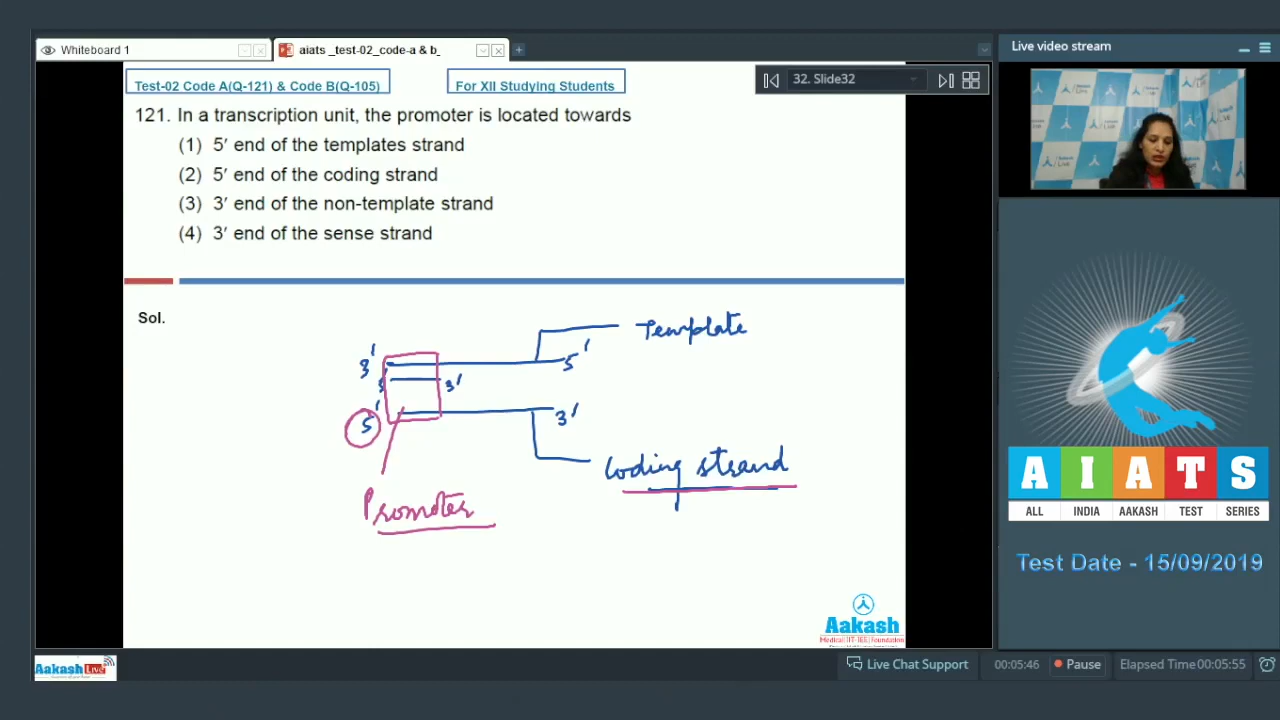 Whiteboard 1
aiats _test-02_code-a & b_
Live video stream
Test-02 Code A(Q-121) & Code B(Q-105)
For XII Studying Students
32. Slide32
121. In a transcription unit, the promoter is located towards
(1) 5′ end of the templates strand
(2) 5′ end of the coding strand
(3) 3′ end of the non-template strand
(4) 3′ end of the sense strand
Sol.
Template
3′
5′
3′
5′
3′
Coding strand
Promoter
A I A T S
ALL INDIA AAKASH TEST SERIES
Test Date - 15/09/2019
Aakash
Medical|IIT-JEE|Foundation
Aakash Live
Live Chat Support
00:05:46
Pause
Elapsed Time 00:05:55